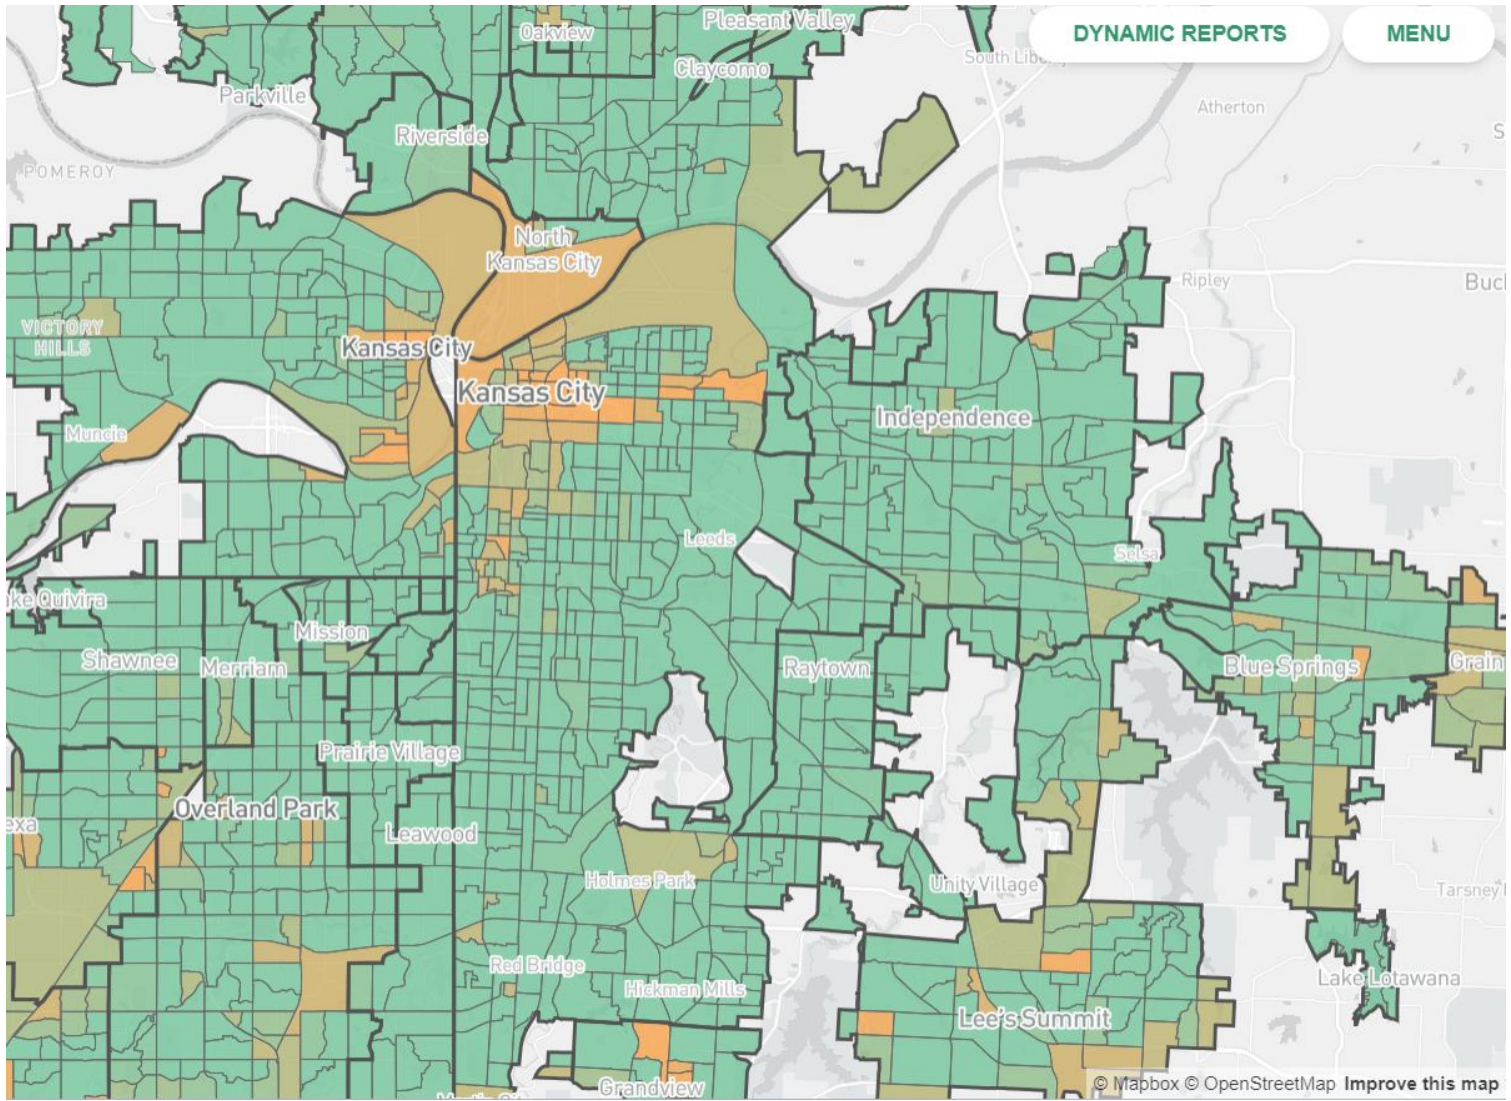 Pleasant Valley
Oakview
DYNAMIC REPORTS
MENU
South
Claycomo
Parkville
Atherton
Riverside
POMEROY
North
Kansas City
Ripley
VICTORY
HILLS
Kansas City
Kansas City
Independence
Muncie
Leeds
Selsa
Quivira
Mission
Shawnee
Merriam
Raytown
Blue Springs
Grain
Prairie Village
Overland Park
Leawood
Holmes Park
Unity Village
Tarsney
Red Bridge
Hickman Mills
Lake Lotawana
Lee's Summit
Grandview
© Mapbox © OpenStreetMap Improve this map